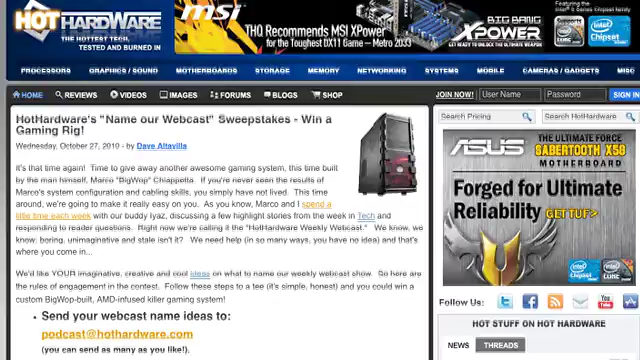 HOT HARDWARE
THE HOTTEST TECH,
TESTED AND BURNED IN
msi
THQ Recommends MSI XPower
for the Toughest DX11 Game – Metro 2033
BIG BANG
XPOWER
GET READY TO UNLOCK THE ULTIMATE WEAPON
Supports
Intel
Chipset
PROCESSORS
GRAPHICS / SOUND
MOTHERBOARDS
STORAGE
MEMORY
NETWORKING
SYSTEMS
MOBILE
CAMERAS / GADGETS
MISC
HOME
REVIEWS
VIDEOS
IMAGES
FORUMS
BLOGS
SHOP
JOIN NOW!
User Name
Password
SIGN IN
HotHardware's "Name our Webcast" Sweepstakes - Win a
Gaming Rig!
Wednesday, October 27, 2010 - by Dave Altavilla
It's that time again! Time to give away another awesome gaming system, this time built
by the man himself, Marco "BigWop" Chiappetta. If you're never seen the results of
Marco's system configuration and cabling skills, you simply have not lived. This time
around, we're going to make it really easy on you. As you know, Marco and I spend a
little time each week with our buddy Iyaz, discussing a few highlight stories from the week in Tech and
responding to reader questions. Right now we're calling it the "HotHardware Weekly Webcast." We know, we
know: boring, unimaginative and stale isn't it? We need help (in so many ways, you have no idea) and that's
where you come in...
We'd like YOUR imaginative, creative and cool ideas on what to name our weekly webcast show. So here are
the rules of engagement in the contest. Follow these steps to a tee (it's simple, honest) and you could win a
custom BigWop-built, AMD-infused killer gaming system!
• Send your webcast name ideas to:
podcast@hothardware.com
(you can send as many as you like!).
Search Pricing
Search HotHardware
ASUS
THE ULTIMATE FORCE
SABERTOOTH X58
MOTHERBOARD
Forged for Ultimate
Reliability
GET TUF >
Intel
Chipset
Follow Us:
You
HOT STUFF ON HOT HARDWARE
NEWS
THREADS